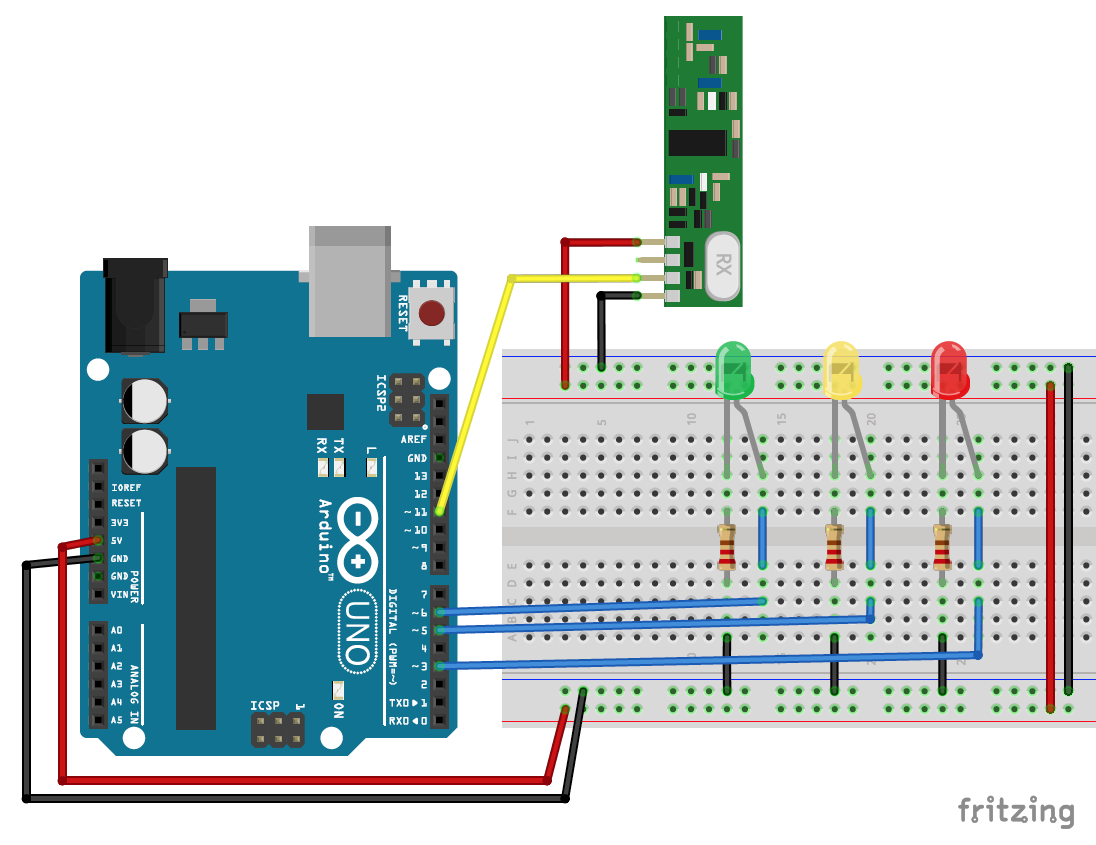 RX
RESET
ICSP2
AREF
GND
13
12
~11
~10
~9
8
RX
TX
L
IOREF
RESET
3V3
5V
GND
GND
VIN
POWER
Arduino™
UNO
DIGITAL (PWM=~)
7
~6
~5
4
~3
2
TXO▶1
RXO◀0
A0
A1
A2
A3
A4
A5
ANALOG IN
ICSP
1
ON
1
5
10
15
20
J
I
H
G
F
E
D
C
B
A
fritzing